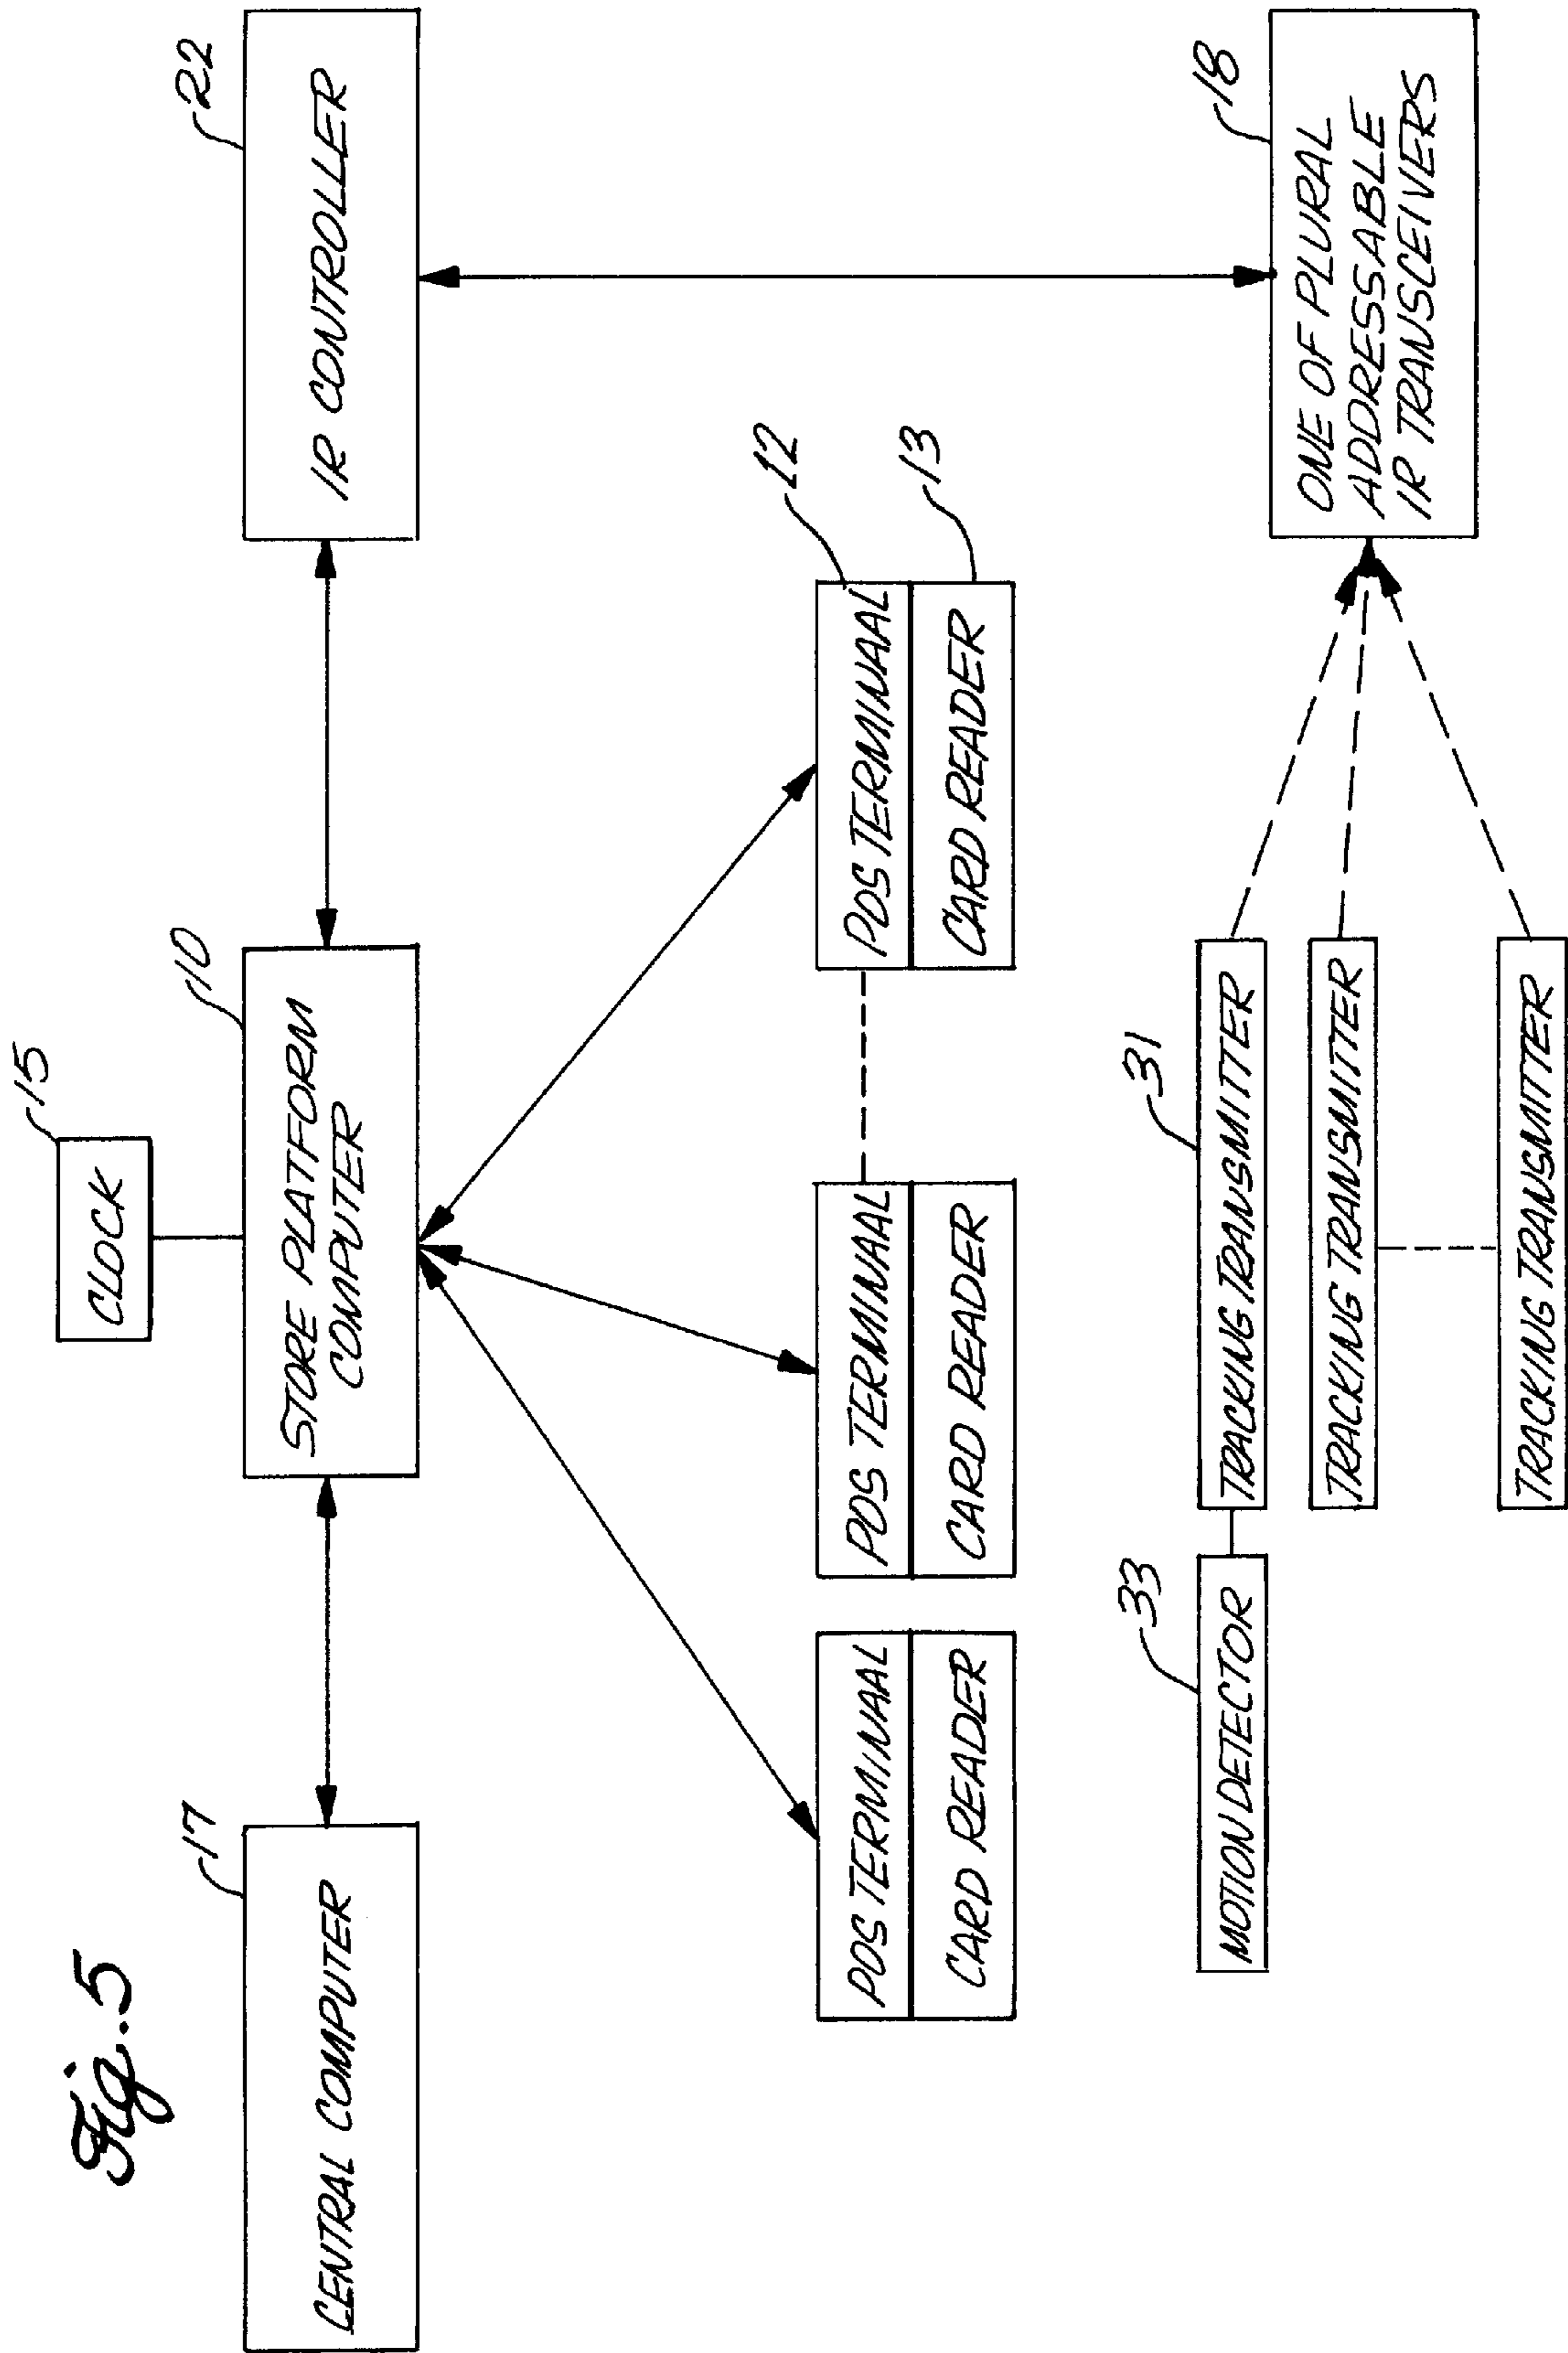 Fig. 5
15
CLOCK
17
CENTRAL COMPUTER
10
STORE PLATFORM
COMPUTER
22
IR CONTROLLER
POS TERMINAAL
CARD READER
POS TERMINAAL
CARD READER
12
POS TERMINAAL
13
CARD READER
33
MOTION DETECTOR
31
TRACKING TRANSMITTER
TRACKING TRANSMITTER
TRACKING TRANSMITTER
18
ONE OF PLURAL
ADDRESSABLE
IR TRANSCEIVERS